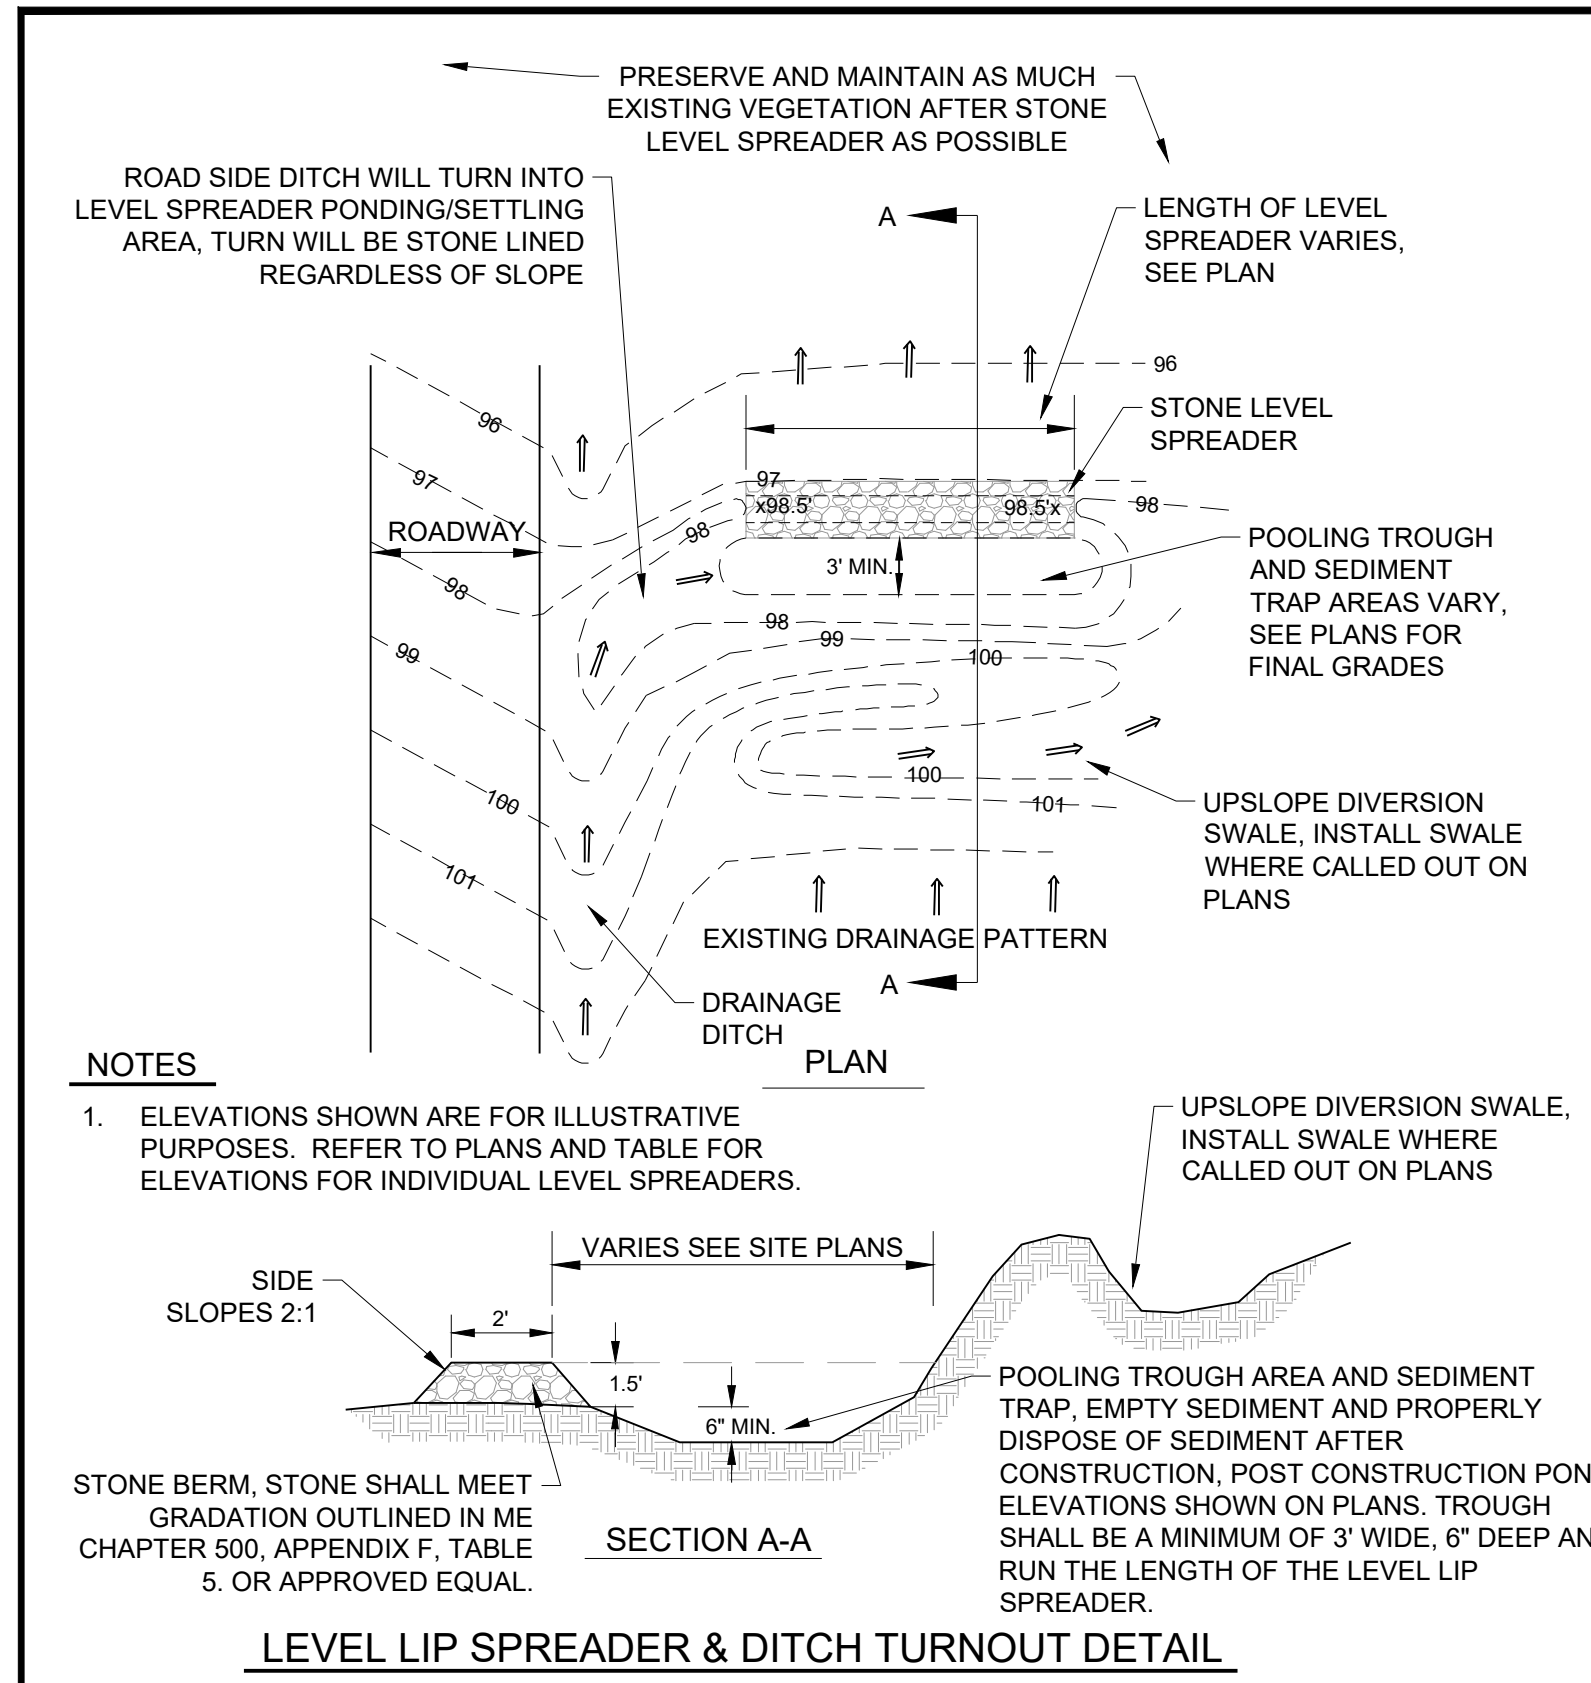 PRESERVE AND MAINTAIN AS MUCH
EXISTING VEGETATION AFTER STONE
LEVEL SPREADER AS POSSIBLE
ROAD SIDE DITCH WILL TURN INTO
LEVEL SPREADER PONDING/SETTLING
AREA, TURN WILL BE STONE LINED
REGARDLESS OF SLOPE
A
LENGTH OF LEVEL
SPREADER VARIES,
SEE PLAN
96
96
STONE LEVEL
SPREADER
97
97
x98.5'
98.5'x
98
98
ROADWAY
POOLING TROUGH
AND SEDIMENT
TRAP AREAS VARY,
SEE PLANS FOR
FINAL GRADES
3' MIN.
98
98
99
99
100
100
100
101
101
UPSLOPE DIVERSION
SWALE, INSTALL SWALE
WHERE CALLED OUT ON
PLANS
EXISTING DRAINAGE PATTERN
A
DRAINAGE
DITCH
PLAN
NOTES
1. ELEVATIONS SHOWN ARE FOR ILLUSTRATIVE
PURPOSES. REFER TO PLANS AND TABLE FOR
ELEVATIONS FOR INDIVIDUAL LEVEL SPREADERS.
UPSLOPE DIVERSION SWALE,
INSTALL SWALE WHERE
CALLED OUT ON PLANS
VARIES SEE SITE PLANS
SIDE
SLOPES 2:1
2'
1.5'
6" MIN.
POOLING TROUGH AREA AND SEDIMENT
TRAP, EMPTY SEDIMENT AND PROPERLY
DISPOSE OF SEDIMENT AFTER
CONSTRUCTION, POST CONSTRUCTION PON
ELEVATIONS SHOWN ON PLANS. TROUGH
SHALL BE A MINIMUM OF 3' WIDE, 6" DEEP AN
RUN THE LENGTH OF THE LEVEL LIP
SPREADER.
STONE BERM, STONE SHALL MEET
GRADATION OUTLINED IN ME
CHAPTER 500, APPENDIX F, TABLE
5. OR APPROVED EQUAL.
SECTION A-A
LEVEL LIP SPREADER & DITCH TURNOUT DETAIL